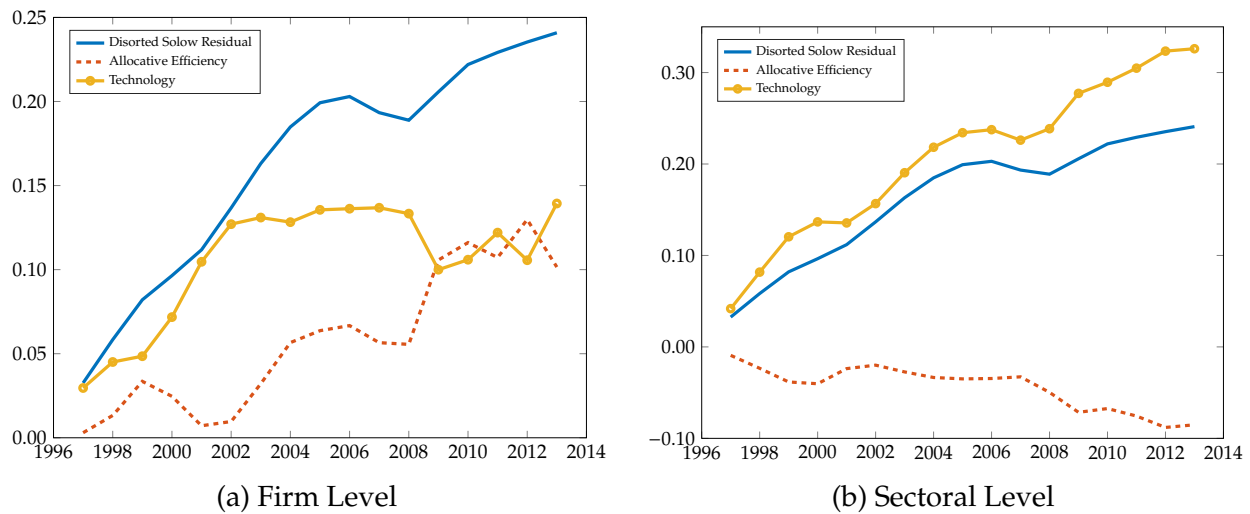 0.25
0.20
0.15
0.10
0.05
0.00
Disorted Solow Residual
Allocative Efficiency
Technology
1996 1998 2000 2002 2004 2006 2008 2010 2012 2014
(a) Firm Level
0.30
0.20
0.10
0.00
−0.10
Disorted Solow Residual
Allocative Efficiency
Technology
1996 1998 2000 2002 2004 2006 2008 2010 2012 2014
(b) Sectoral Level